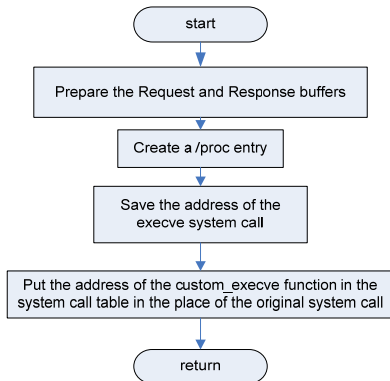 start
Prepare the Request and Response buffers
Create a /proc entry
Save the address of the
execve system call
Put the address of the custom_execve function in the
system call table in the place of the original system call
return